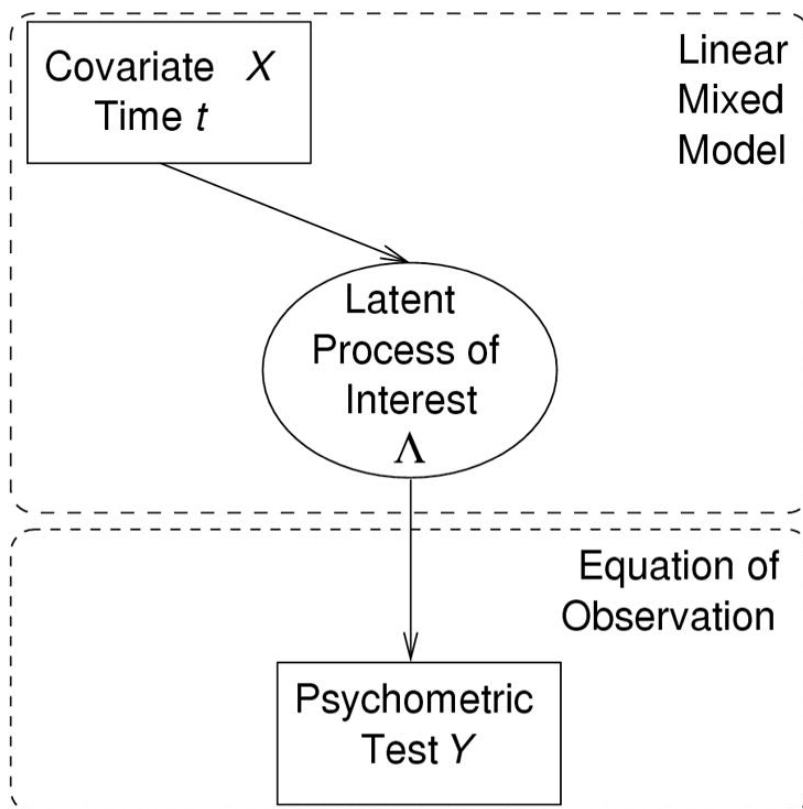 Covariate X
Time t
Linear
Mixed
Model
Latent
Process of
Interest
Λ
Equation of
Observation
Psychometric
Test Y